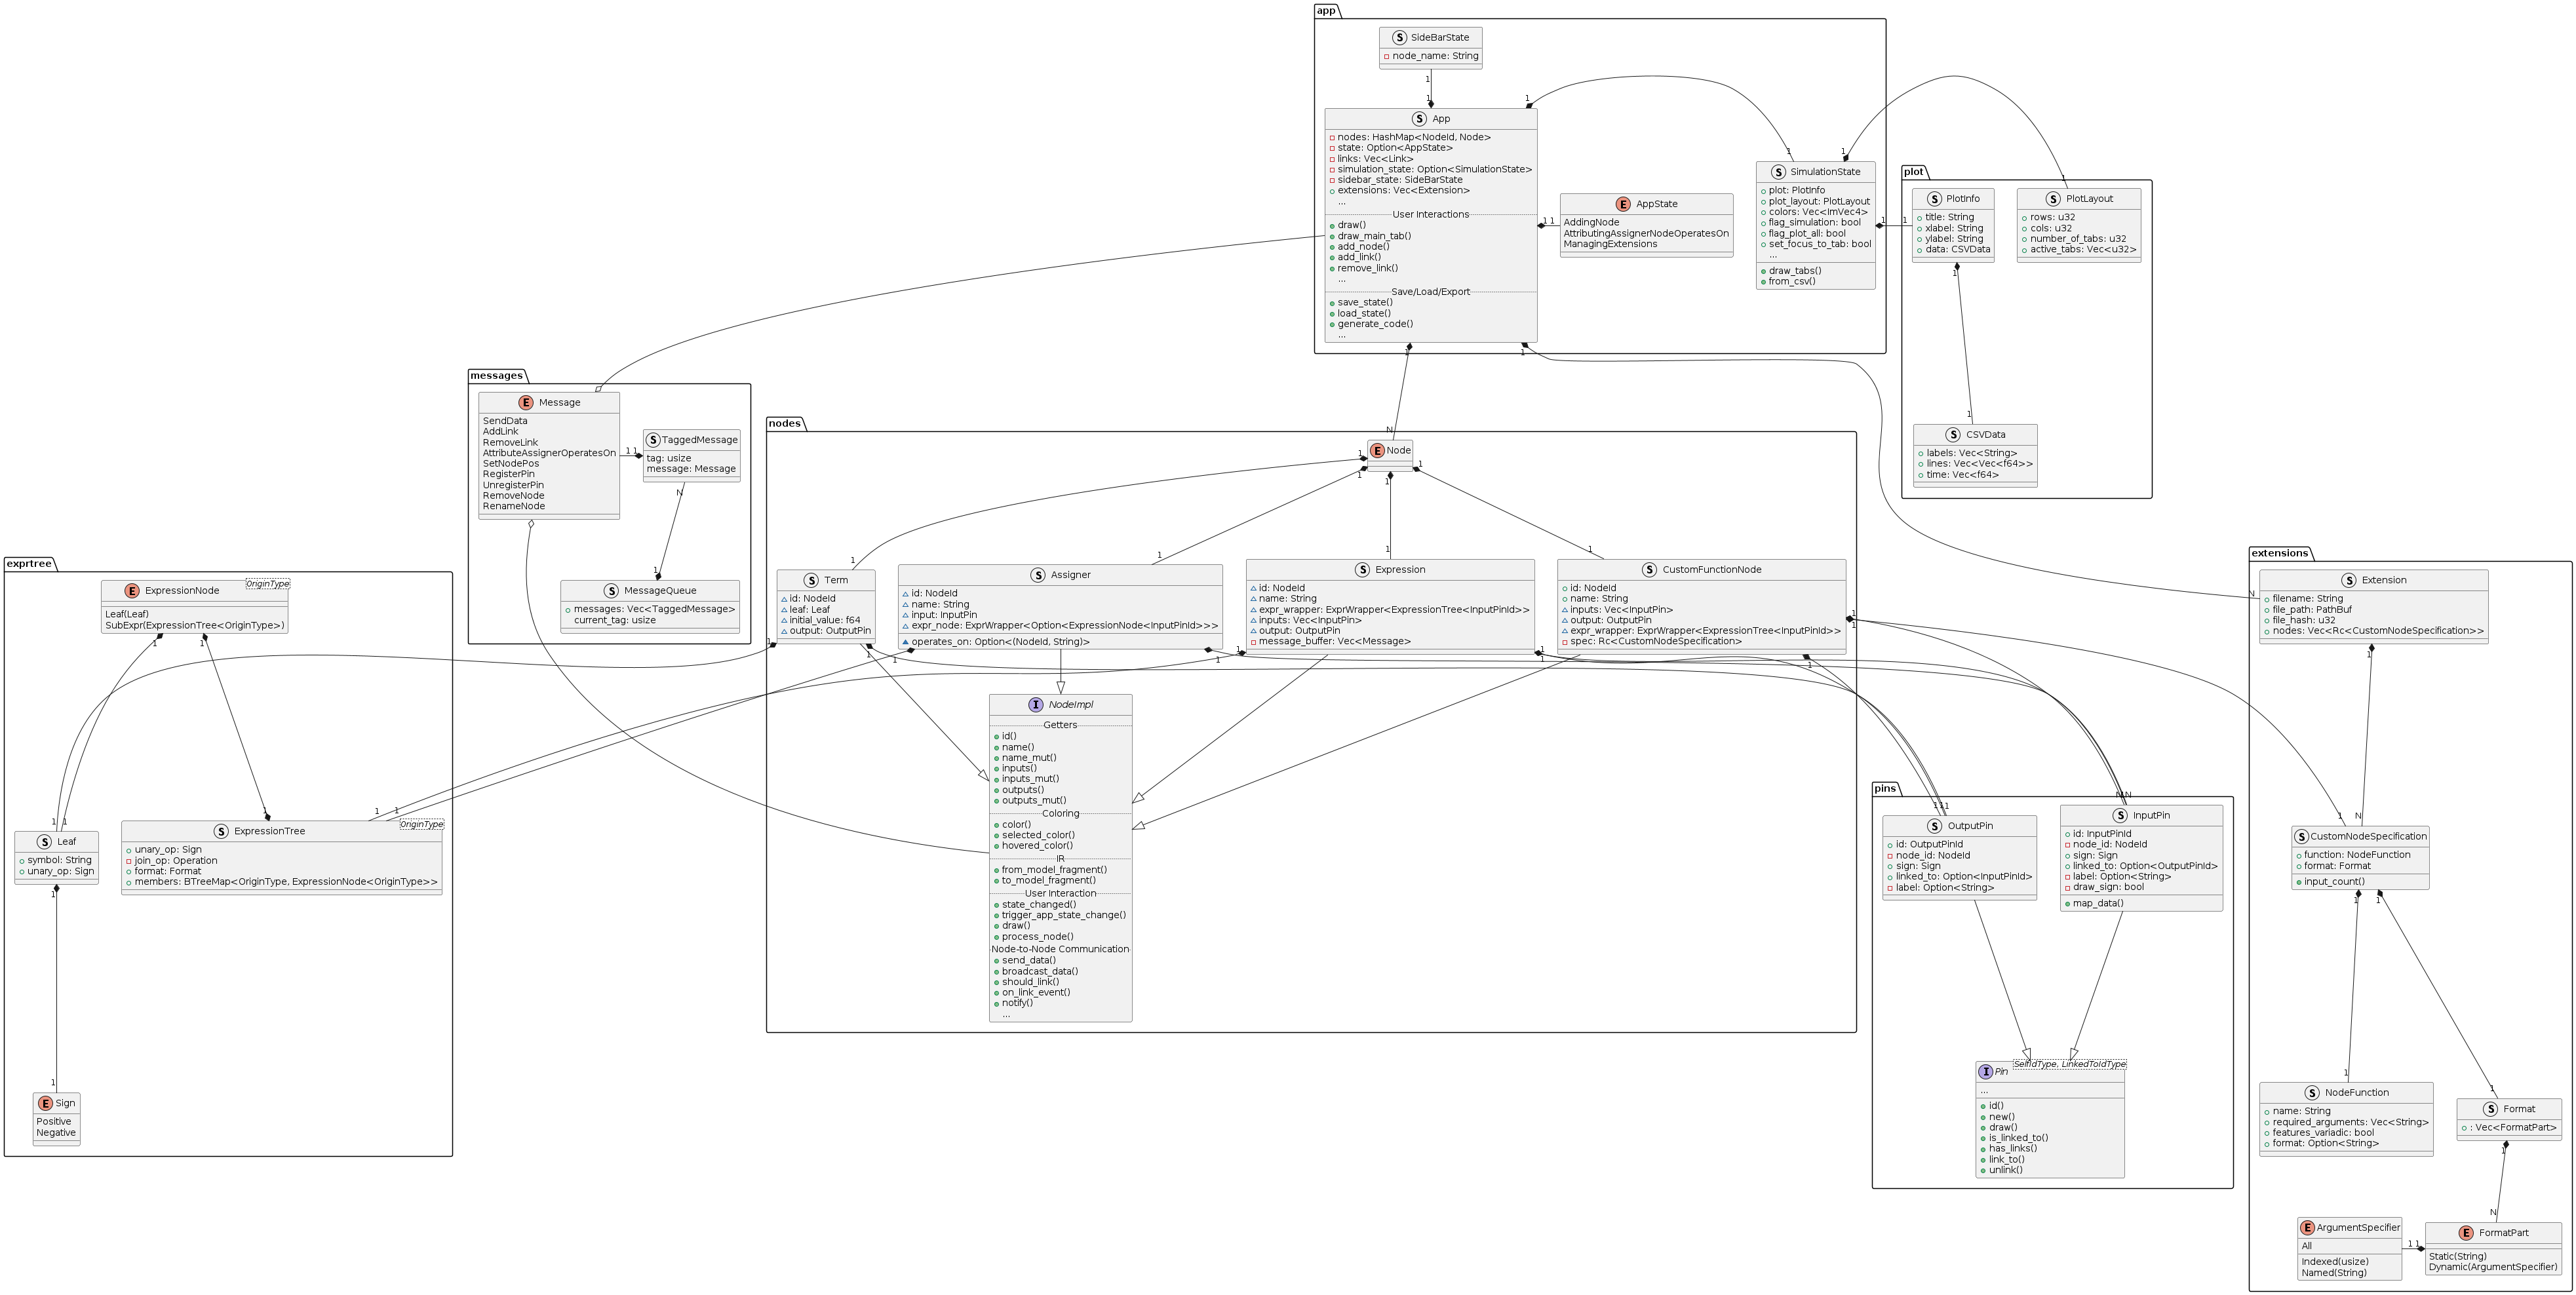 app
S SideBarState
node_name: String
1
1
1
1
S App
nodes: HashMap<NodeId, Node>
state: Option<AppState>
links: Vec<Link>
simulation_state: Option<SimulationState>
sidebar_state: SideBarState
extensions: Vec<Extension>
...
User Interactions
draw()
draw_main_tab()
add_node()
add_link()
remove_link()
...
Save/Load/Export
save_state()
load_state()
generate_code()
...
1 1
1
1
E AppState
AddingNode
AttributingAssignerNodeOperatesOn
ManagingExtensions
S SimulationState
plot: PlotInfo
plot_layout: PlotLayout
colors: Vec<ImVec4>
flag_simulation: bool
flag_plot_all: bool
set_focus_to_tab: bool
...
draw_tabs()
from_csv()
1
1
1 1
plot
S PlotInfo
title: String
xlabel: String
ylabel: String
data: CSVData
S PlotLayout
rows: u32
cols: u32
number_of_tabs: u32
active_tabs: Vec<u32>
1
1
S CSVData
labels: Vec<String>
lines: Vec<Vec<f64>>
time: Vec<f64>
messages
E Message
SendData
AddLink
RemoveLink
AttributeAssignerOperatesOn
SetNodePos
RegisterPin
UnregisterPin
RemoveNode
RenameNode
1 1
S TaggedMessage
tag: usize
message: Message
N
1
S MessageQueue
messages: Vec<TaggedMessage>
current_tag: usize
nodes
N
E Node
1
1
1
1
1
1
1
1
S Term
id: NodeId
leaf: Leaf
initial_value: f64
output: OutputPin
S Assigner
id: NodeId
name: String
input: InputPin
expr_node: ExprWrapper<Option<ExpressionNode<InputPinId>>>
operates_on: Option<(NodeId, String)>
S Expression
id: NodeId
name: String
expr_wrapper: ExprWrapper<ExpressionTree<InputPinId>>
inputs: Vec<InputPin>
output: OutputPin
message_buffer: Vec<Message>
S CustomFunctionNode
id: NodeId
name: String
inputs: Vec<InputPin>
output: OutputPin
expr_wrapper: ExprWrapper<ExpressionTree<InputPinId>>
spec: Rc<CustomNodeSpecification>
1
1
1
1
1
1
1
1
1
1
I NodeImpl
Getters
id()
name()
name_mut()
inputs()
inputs_mut()
outputs()
outputs_mut()
Coloring
color()
selected_color()
hovered_color()
IR
from_model_fragment()
to_model_fragment()
User Interaction
state_changed()
trigger_app_state_change()
draw()
process_node()
Node-to-Node Communication
send_data()
broadcast_data()
should_link()
on_link_event()
notify()
...
exprtree
E ExpressionNode
OriginType
Leaf(Leaf)
SubExpr(ExpressionTree<OriginType>)
1
1
1
1
1
1
1
S Leaf
symbol: String
unary_op: Sign
S ExpressionTree
OriginType
unary_op: Sign
join_op: Operation
format: Format
members: BTreeMap<OriginType, ExpressionNode<OriginType>>
1
1
E Sign
Positive
Negative
pins
S OutputPin
id: OutputPinId
node_id: NodeId
sign: Sign
linked_to: Option<InputPinId>
label: Option<String>
S InputPin
id: InputPinId
node_id: NodeId
sign: Sign
linked_to: Option<OutputPinId>
label: Option<String>
draw_sign: bool
map_data()
I Pin
SelfIdType, LinkedToIdType
...
id()
new()
draw()
is_linked_to()
has_links()
link_to()
unlink()
extensions
N
S Extension
filename: String
file_path: PathBuf
file_hash: u32
nodes: Vec<Rc<CustomNodeSpecification>>
1
1
N
S CustomNodeSpecification
function: NodeFunction
format: Format
input_count()
1
1
1
1
S NodeFunction
name: String
required_arguments: Vec<String>
features_variadic: bool
format: Option<String>
S Format
: Vec<FormatPart>
1
N
E ArgumentSpecifier
All
Indexed(usize)
Named(String)
1 1
E FormatPart
Static(String)
Dynamic(ArgumentSpecifier)